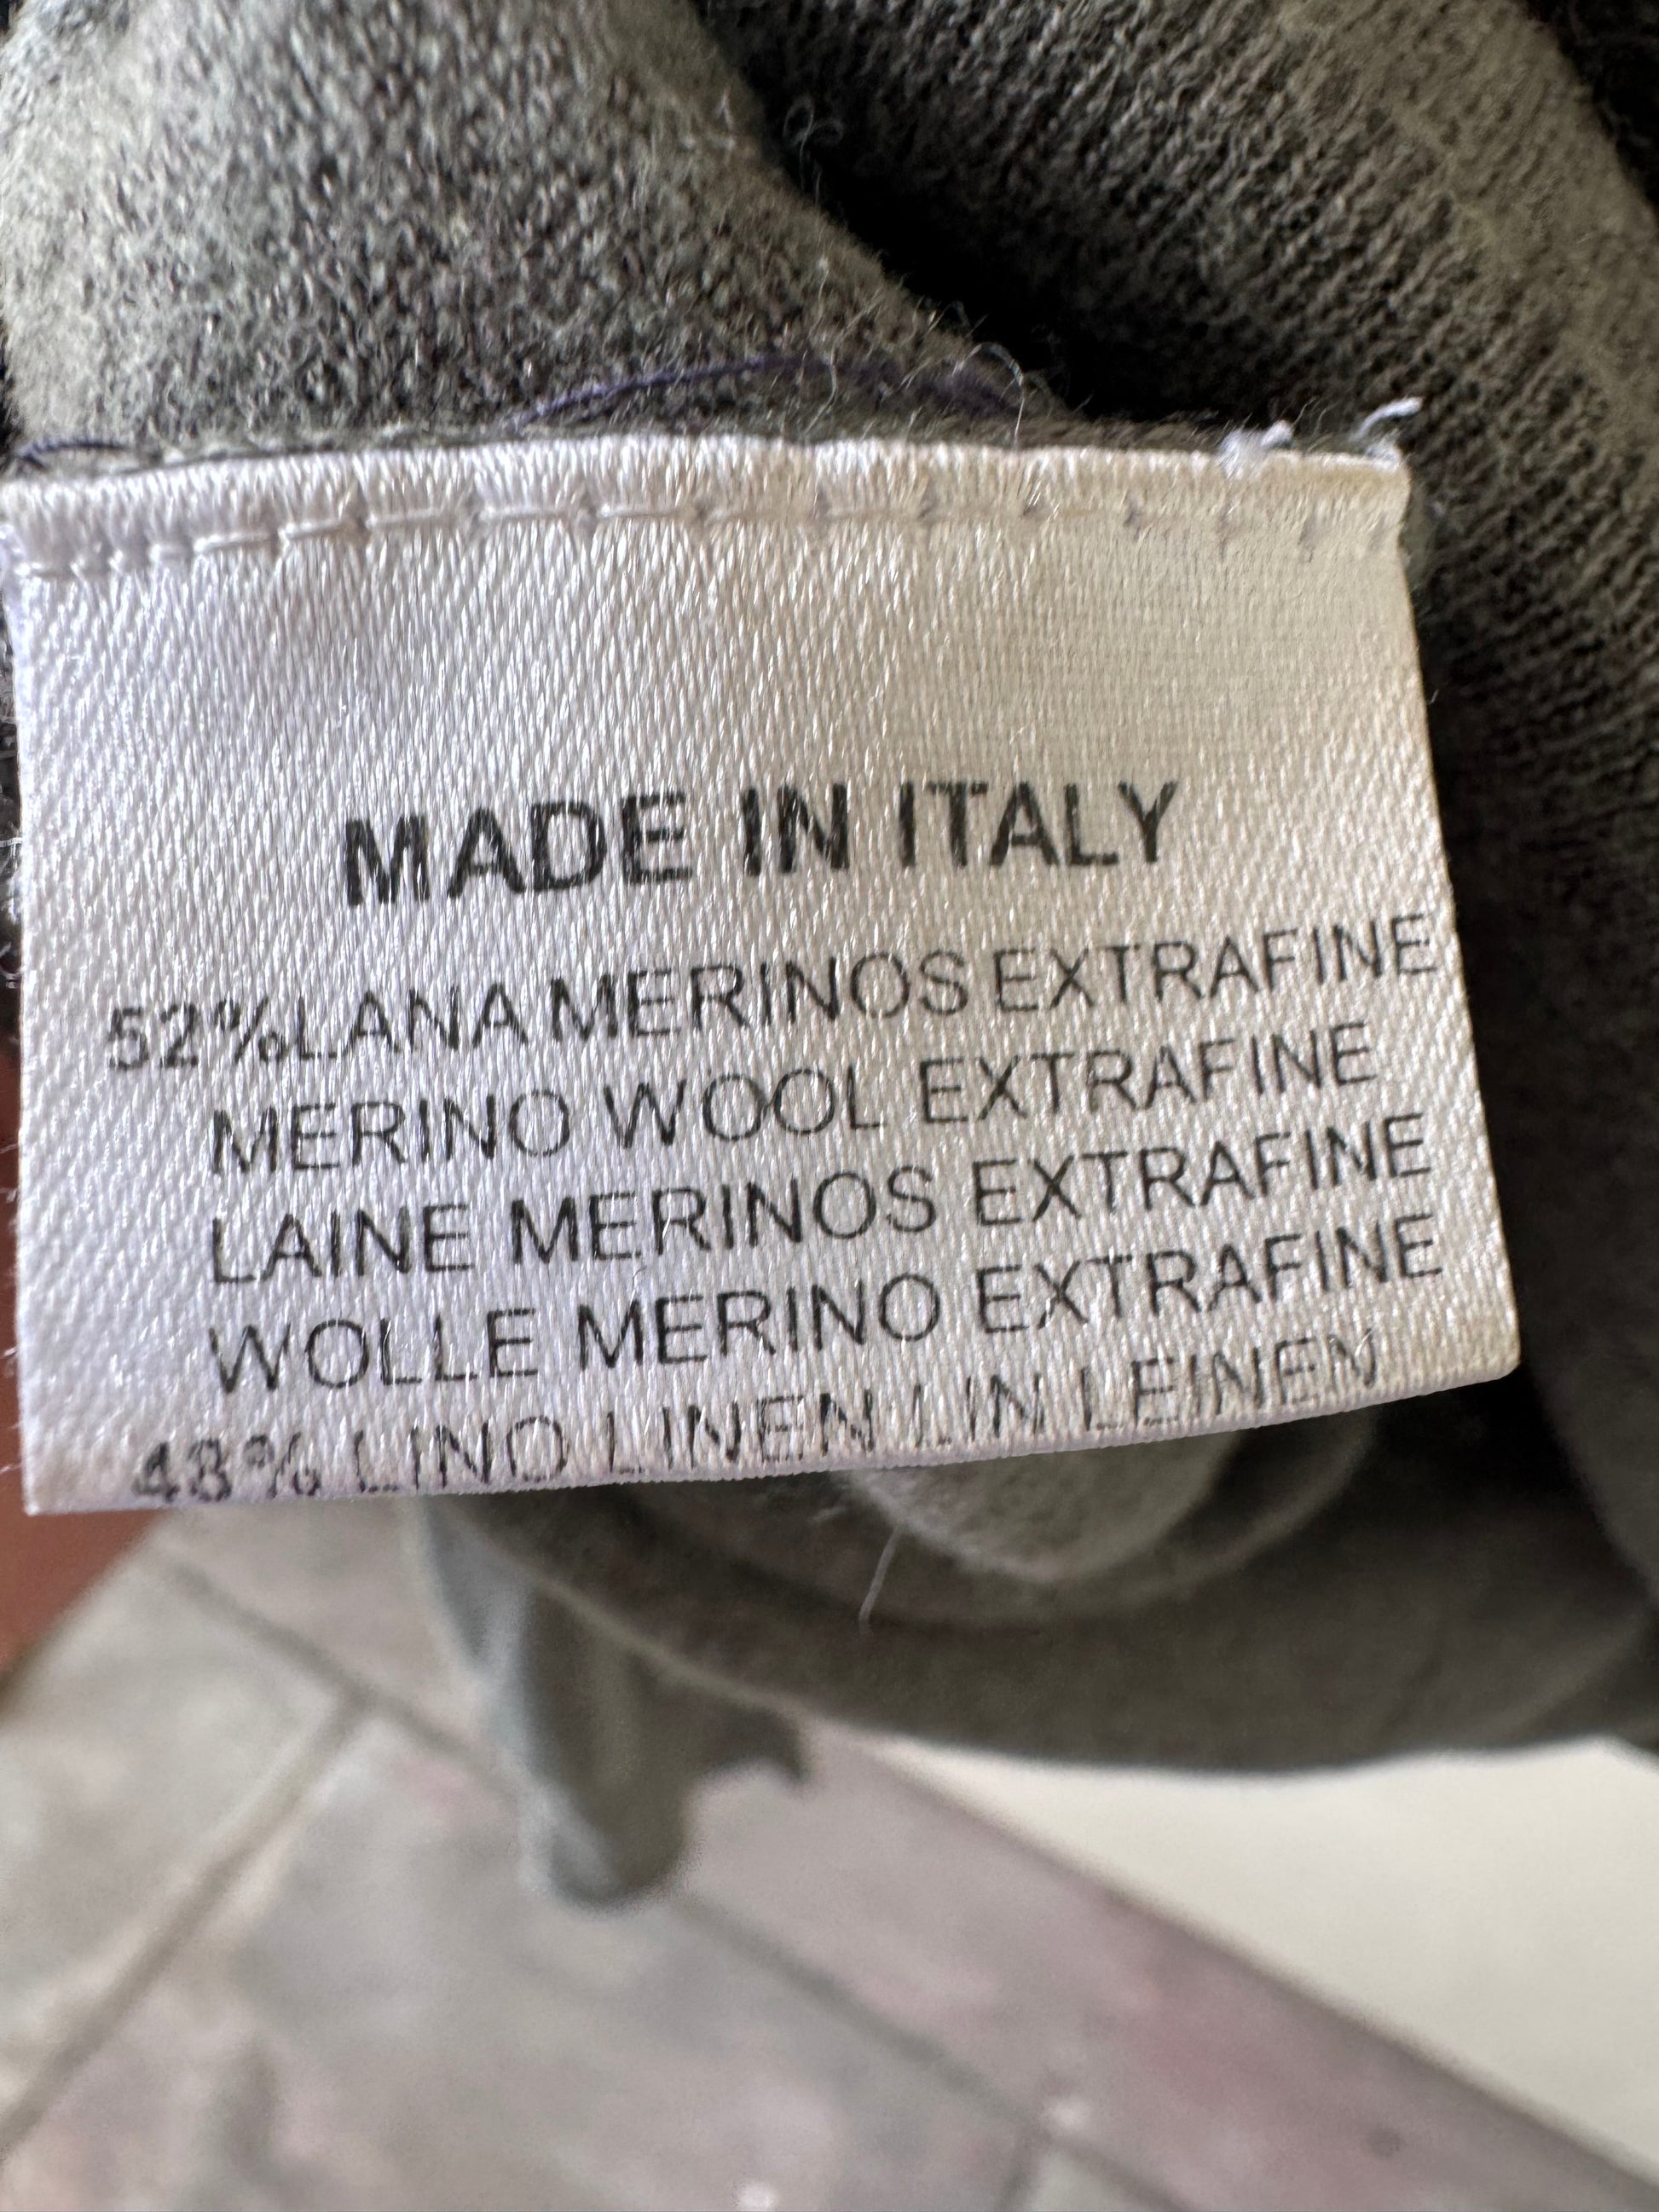 MADE IN ITALY
52% LANA MERINOS EXTRAFINE
MERINO WOOL EXTRAFINE
LAINE MERINOS EXTRAFINE
WOLLE MERINO EXTRAFINE
48% LINO LINEN LIN LEINEN